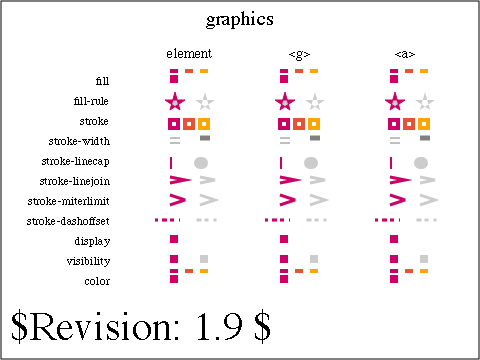 graphics
element <g> <a>
fill
fill-rule
stroke
stroke-width
stroke-linecap
stroke-linejoin
stroke-miterlimit
stroke-dashoffset
display
visibility
color
$Revision: 1.9 $